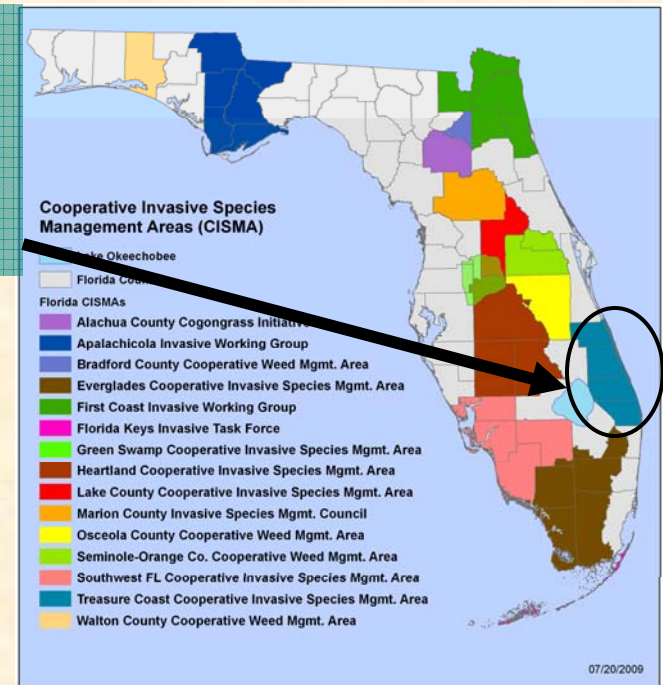 Cooperative Invasive Species
Management Areas (CISMA)
Lake Okeechobee
Florida
Florida CISMAs
Alachua County Cogongrass Initiative
Apalachicola Invasive Working Group
Bradford County Cooperative Weed Mgmt. Area
Everglades Cooperative Invasive Species Mgmt. Area
First Coast Invasive Working Group
Florida Keys Invasive Task Force
Green Swamp Cooperative Invasive Species Mgmt. Area
Heartland Cooperative Invasive Species Mgmt. Area
Lake County Cooperative Invasive Species Mgmt. Area
Marion County Invasive Species Mgmt. Council
Osceola County Cooperative Weed Mgmt. Area
Seminole-Orange Co. Cooperative Weed Mgmt. Area
Southwest FL Cooperative Invasive Species Mgmt. Area
Treasure Coast Cooperative Invasive Species Mgmt. Area
Walton County Cooperative Weed Mgmt. Area
07/20/2009